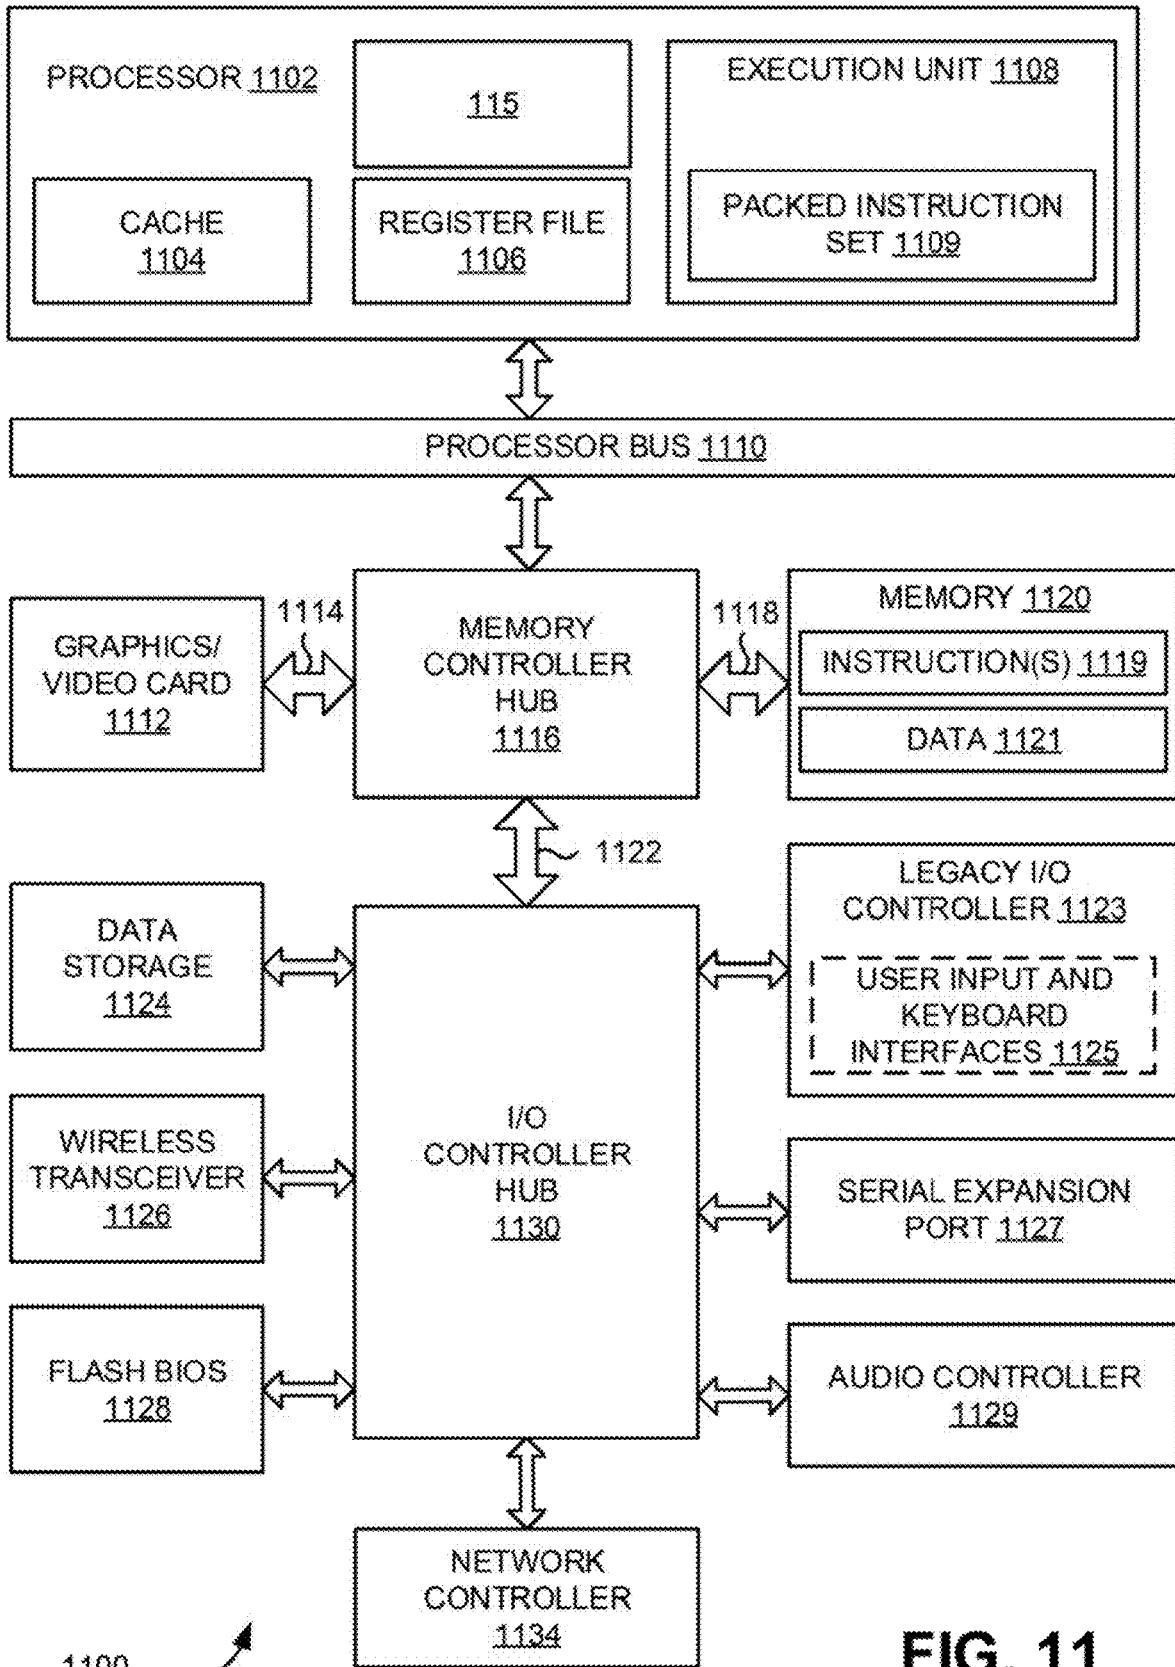 PROCESSOR 1102
115
EXECUTION UNIT 1108
CACHE
1104
REGISTER FILE
1106
PACKED INSTRUCTION
SET 1109
PROCESSOR BUS 1110
GRAPHICS/
VIDEO CARD
1112
1114
MEMORY
CONTROLLER
HUB
1116
1118
MEMORY 1120
INSTRUCTION(S) 1119
DATA 1121
1122
DATA
STORAGE
1124
LEGACY I/O
CONTROLLER 1123
USER INPUT AND
KEYBOARD
INTERFACES 1125
WIRELESS
TRANSCEIVER
1126
I/O
CONTROLLER
HUB
1130
SERIAL EXPANSION
PORT 1127
FLASH BIOS
1128
AUDIO CONTROLLER
1129
NETWORK
CONTROLLER
1134
1100
FIG. 11